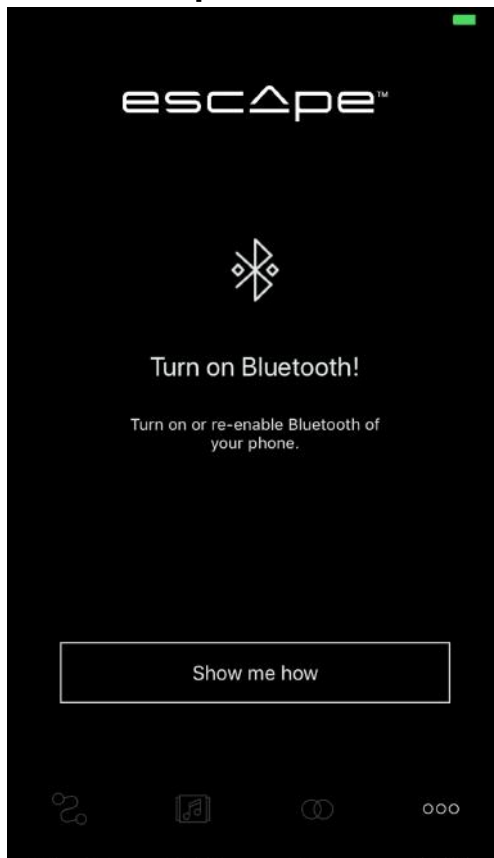 escape™
Turn on Bluetooth!
Turn on or re-enable Bluetooth of
your phone.
Show me how